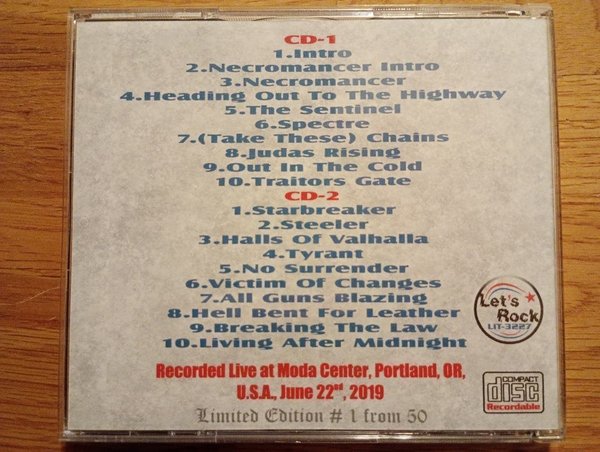 CD-1
1.Intro
2.Necromancer Intro
3.Necromancer
4.Heading Out To The Highway
5.The Sentinel
6.Spectre
7.(Take These) Chains
8.Judas Rising
9.Out In The Cold
10.Traitors Gate
CD-2
1.Starbreaker
2.Steeler
3.Halls Of Valhalla
4.Tyrant
5.No Surrender
6.Victim Of Changes
7.All Guns Blazing
8.Hell Bent For Leather
9.Breaking The Law
10.Living After Midnight
Let's
Rock
LIT-3227
Recorded Live at Moda Center, Portland, OR,
U.S.A., June 22nd, 2019
Limited Edition # 1 from 50
COMPACT
disc
Recordable